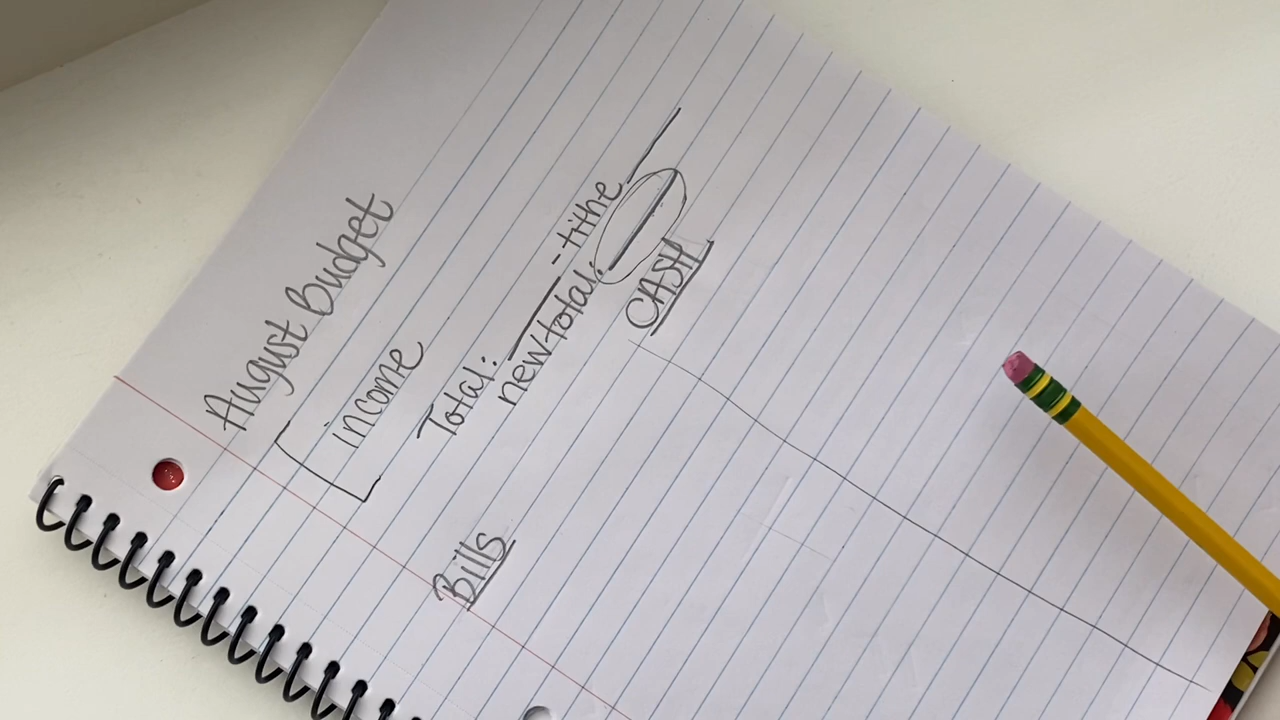 August Budget
income
Total:
- tithe
new total:
Bills
CASH